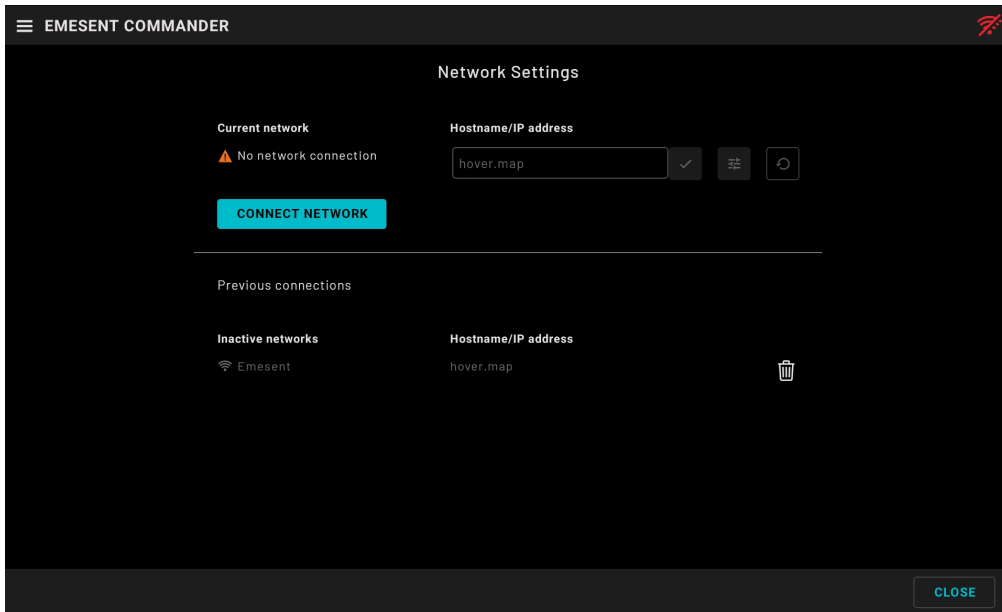 EMESENT COMMANDER
Network Settings
Current network
Hostname/IP address
No network connection
hover.map
CONNECT NETWORK
Previous connections
Inactive networks
Hostname/IP address
Emesent
hover.map
CLOSE